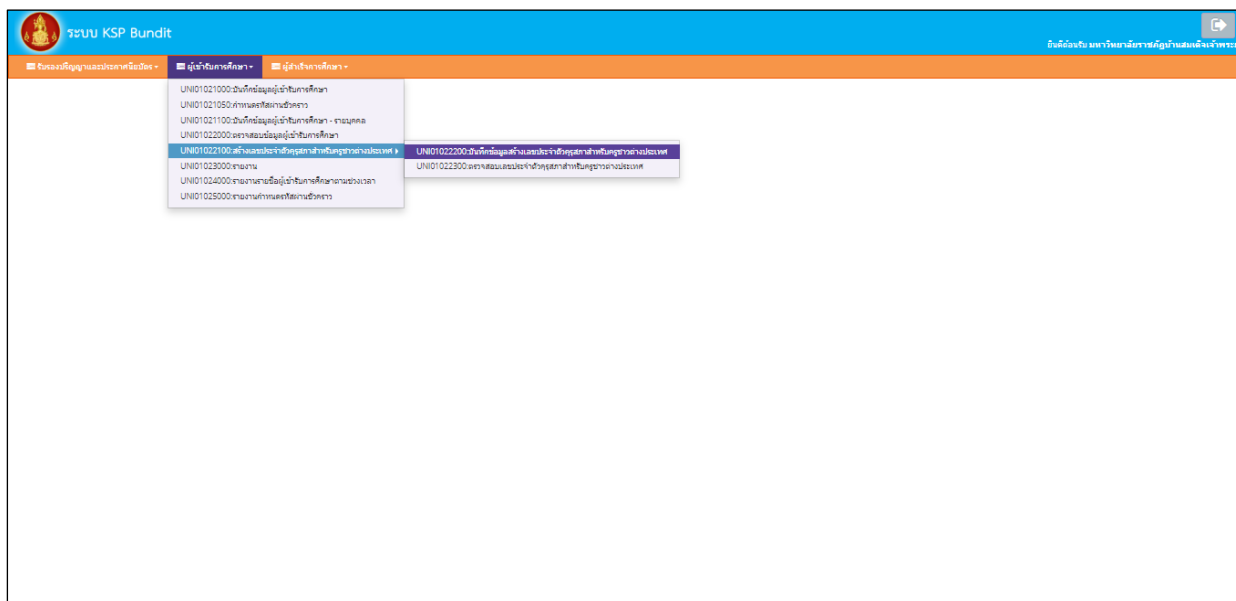 ระบบ KSP Bundit
ยินดีต้อนรับ มหาวิทยาลัยราชภัฏบ้านสมเด็จเจ้าพระย
รับรองปริญญาและประกาศนียบัตร
ผู้เข้ารับการศึกษา
ผู้สำเร็จการศึกษา
UNI01021000:บันทึกข้อมูลผู้เข้ารับการศึกษา
UNI01021050:กำหนดรหัสผ่านชั่วคราว
UNI01021100:บันทึกข้อมูลผู้เข้ารับการศึกษา - รายบุคคล
UNI01022000:ตรวจสอบข้อมูลผู้เข้ารับการศึกษา
UNI01022100:สร้างเลขประจำตัวคุรุสภาสำหรับครูชาวต่างประเทศ
UNI01022200:บันทึกข้อมูลสร้างเลขประจำตัวคุรุสภาสำหรับครูชาวต่างประเทศ
UNI01023000:รายงาน
UNI01022300:ตรวจสอบเลขประจำตัวคุรุสภาสำหรับครูชาวต่างประเทศ
UNI01024000:รายงานรายชื่อผู้เข้ารับการศึกษาตามช่วงเวลา
UNI01025000:รายงานกำหนดรหัสผ่านชั่วคราว